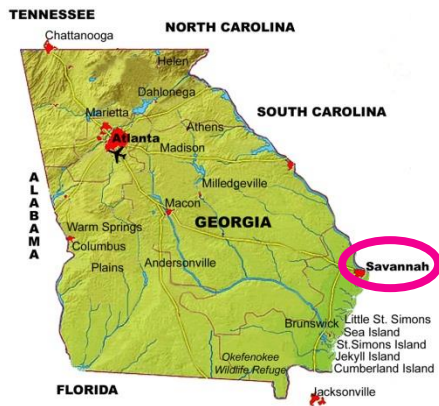 TENNESSEE
NORTH CAROLINA
Chattanooga
Helen
Dahlonega
SOUTH CAROLINA
Marietta
Atlanta
Athens
Madison
ALABAMA
Milledgeville
Macon
GEORGIA
Warm Springs
Columbus
Andersonville
Plains
Savannah
Brunswick
Little St. Simons
Sea Island
St.Simons Island
Jekyll Island
Cumberland Island
Okefenokee
Wildlife Refuge
FLORIDA
Jacksonville